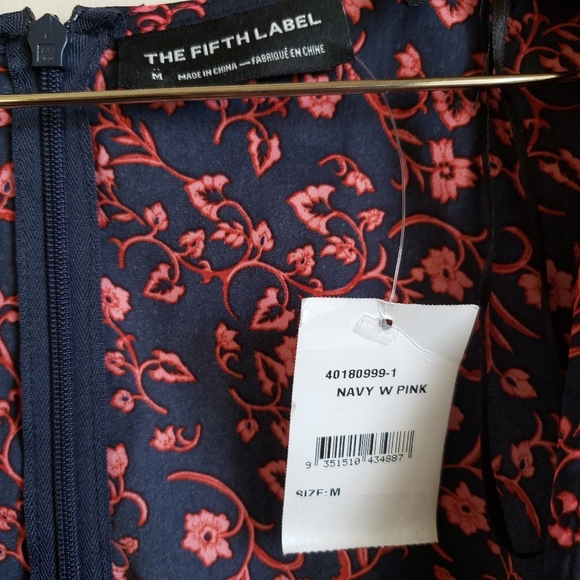 THE FIFTH LABEL
M MADE IN CHINA — FABRIQUÉ EN CHINE
40180999-1
NAVY W PINK
9 351510 434887
SIZE: M